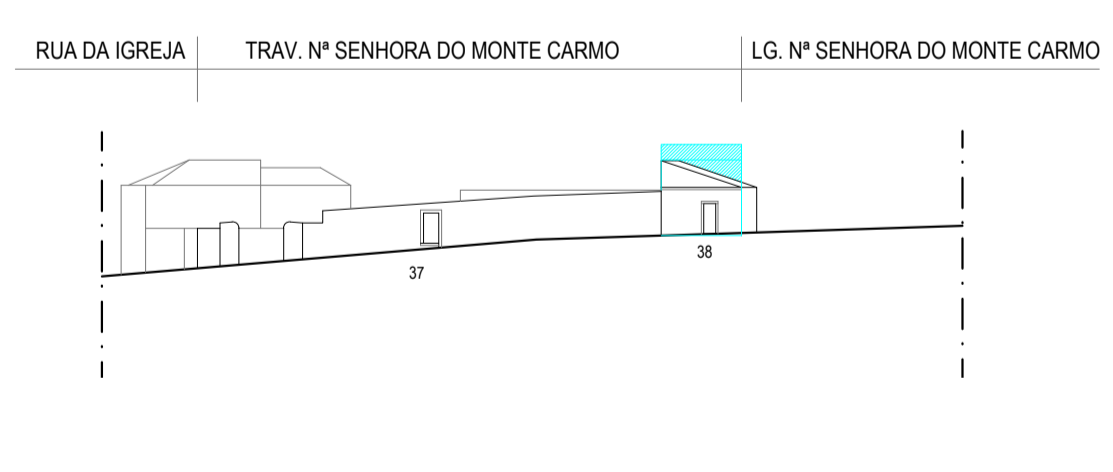 RUA DA IGREJA
TRAV. Nª SENHORA DO MONTE CARMO
LG. Nª SENHORA DO MONTE CARMO
37
38